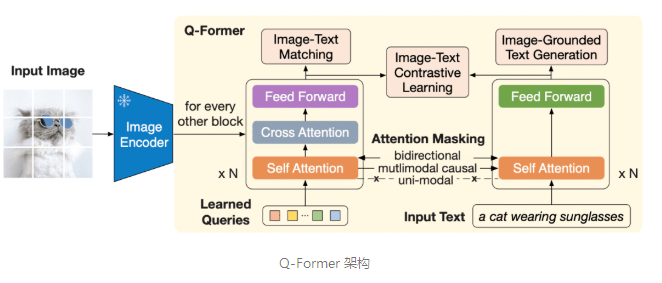 Q-Former
Input Image
Image
Encoder
for every
other block
Image-Text
Matching
Image-Text
Contrastive
Learning
Image-Grounded
Text Generation
Feed Forward
Cross Attention
Self Attention
x N
Attention Masking
bidirectional
mutlimodal causal
x uni-modal x
Feed Forward
Self Attention
x N
Learned
Queries
...
Input Text
a cat wearing sunglasses
Q-Former 架构